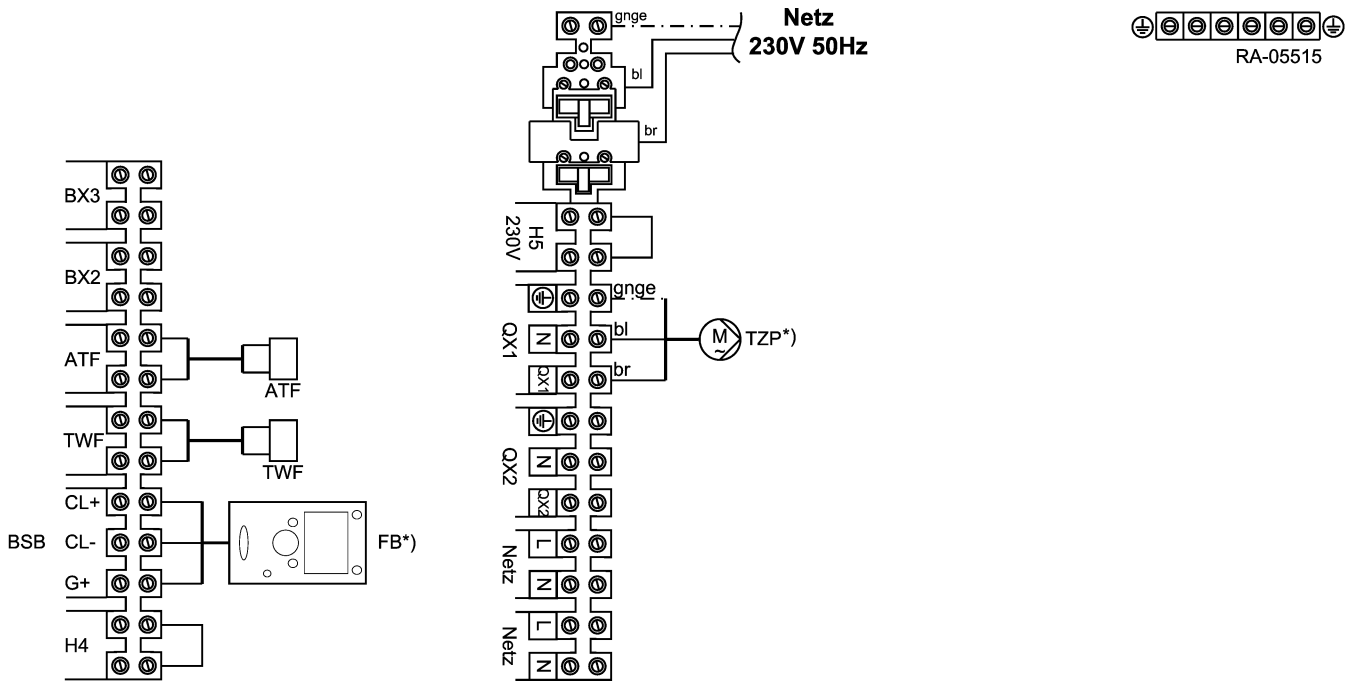 gnge
Netz
230V 50Hz
bl
br
RA-05515
BX3
BX2
ATF
ATF
TWF
TWF
CL+
BSB CL-
G+
FB*)
H4
H5
230V
gnge
QX1
N
bl
M
~
TZP*)
QX1
br
QX2
N
QX2
Netz
L
N
Netz
L
N